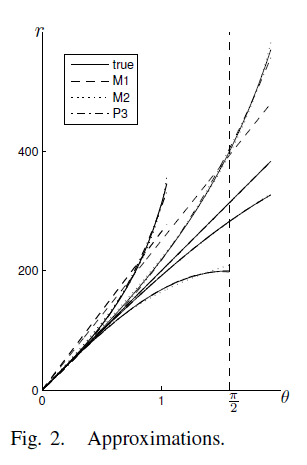 r
true
M1
M2
P3
400
200
0
0
1
π
2
θ
Fig. 2. Approximations.